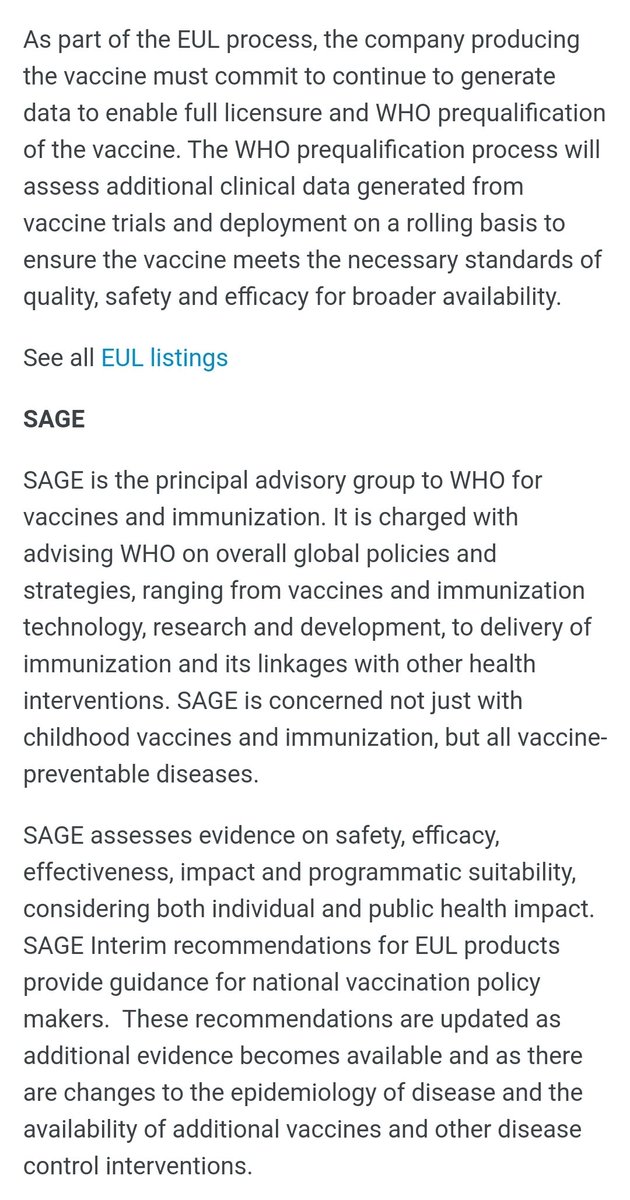 As part of the EUL process, the company producing
the vaccine must commit to continue to generate
data to enable full licensure and WHO prequalification
of the vaccine. The WHO prequalification process will
assess additional clinical data generated from
vaccine trials and deployment on a rolling basis to
ensure the vaccine meets the necessary standards of
quality, safety and efficacy for broader availability.
See all EUL listings
SAGE
SAGE is the principal advisory group to WHO for
vaccines and immunization. It is charged with
advising WHO on overall global policies and
strategies, ranging from vaccines and immunization
technology, research and development, to delivery of
immunization and its linkages with other health
interventions. SAGE is concerned not just with
childhood vaccines and immunization, but all vaccine-
preventable diseases.
SAGE assesses evidence on safety, efficacy,
effectiveness, impact and programmatic suitability,
considering both individual and public health impact.
SAGE Interim recommendations for EUL products
provide guidance for national vaccination policy
makers.  These recommendations are updated as
additional evidence becomes available and as there
are changes to the epidemiology of disease and the
availability of additional vaccines and other disease
control interventions.